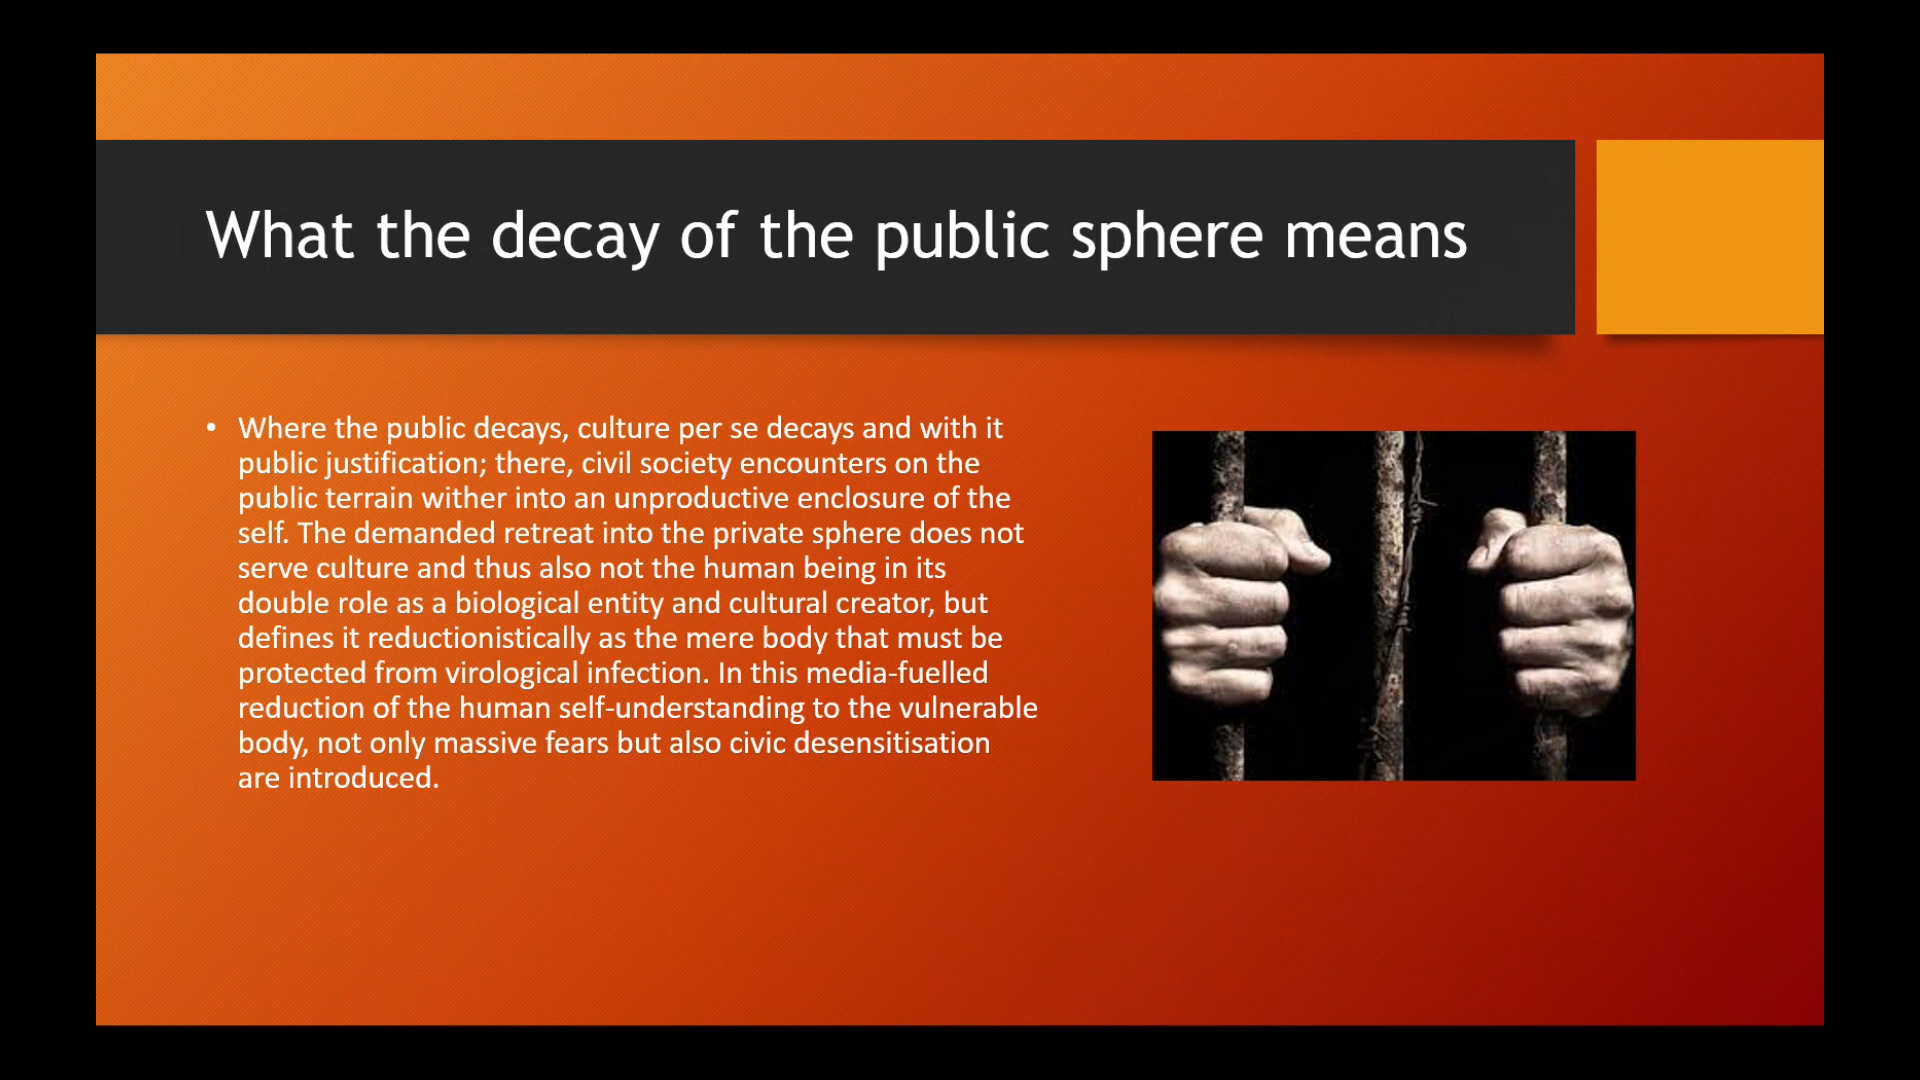 What the decay of the public sphere means
• Where the public decays, culture per se decays and with it
public justification; there, civil society encounters on the
public terrain wither into an unproductive enclosure of the
self. The demanded retreat into the private sphere does not
serve culture and thus also not the human being in its
double role as a biological entity and cultural creator, but
defines it reductionistically as the mere body that must be
protected from virological infection. In this media-fuelled
reduction of the human self-understanding to the vulnerable
body, not only massive fears but also civic desensitisation
are introduced.